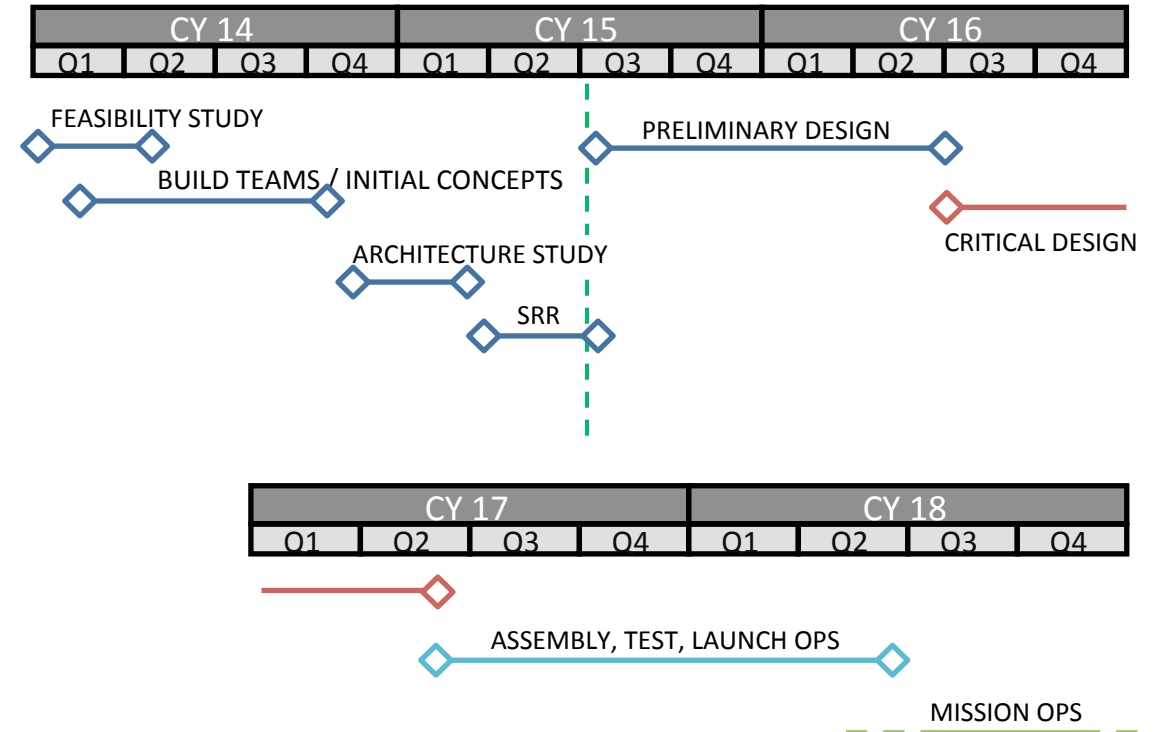 CY 14 CY 15 CY 16
Q1 Q2 Q3 Q4 Q1 Q2 Q3 Q4 Q1 Q2 Q3 Q4
FEASIBILITY STUDY
PRELIMINARY DESIGN
BUILD TEAMS / INITIAL CONCEPTS
CRITICAL DESIGN
ARCHITECTURE STUDY
SRR
CY 17 CY 18
Q1 Q2 Q3 Q4 Q1 Q2 Q3 Q4
ASSEMBLY, TEST, LAUNCH OPS
MISSION OPS